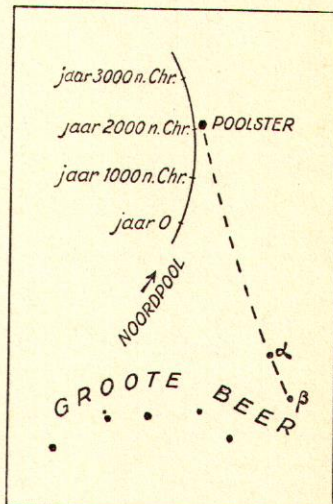 jaar 3000 n. Chr.
jaar 2000 n. Chr.
POOLSTER
jaar 1000 n. Chr.
jaar 0
NOORDPOOL
α
β
GROOTE BEER